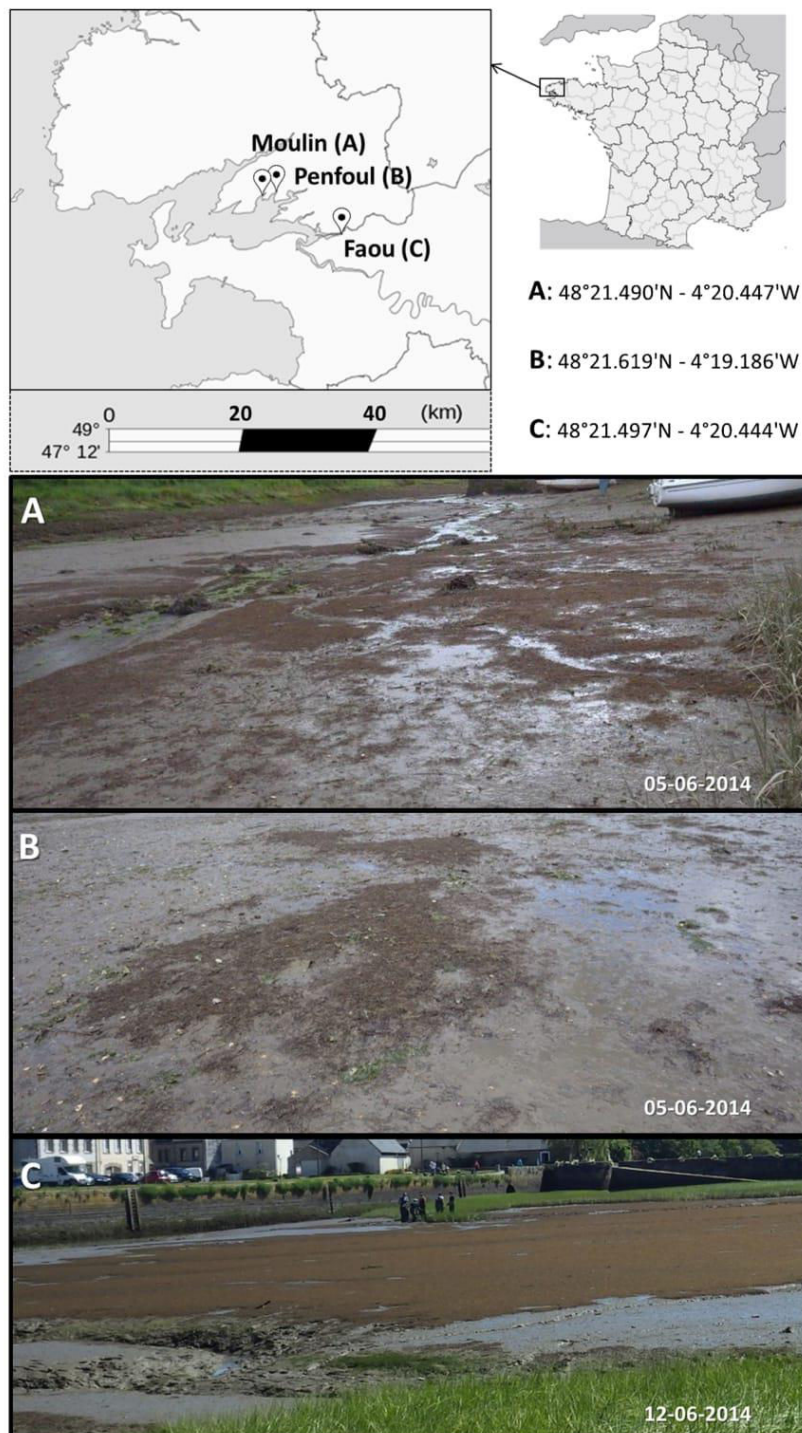 Moulin (A)
Penfoul (B)
Faou (C)
A: 48°21.490'N - 4°20.447'W
B: 48°21.619'N - 4°19.186'W
C: 48°21.497'N - 4°20.444'W
0 20 40 (km)
49°
47° 12'
A
05-06-2014
B
05-06-2014
C
12-06-2014